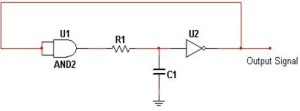 U1
R1
U2
AND2
C1
Output Signal